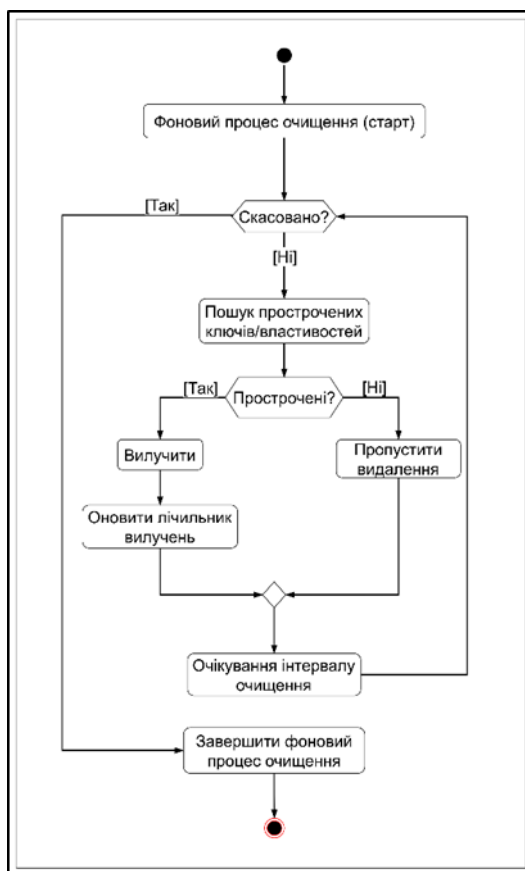 Фоновий процес очищення (старт)
[Так]
Скасовано?
[Ні]
Пошук прострочених
ключів/властивостей
[Так]
Прострочені?
[Ні]
Вилучити
Пропустити
видалення
Оновити лічильник
вилучень
Очікування інтервалу
очищення
Завершити фоновий
процес очищення